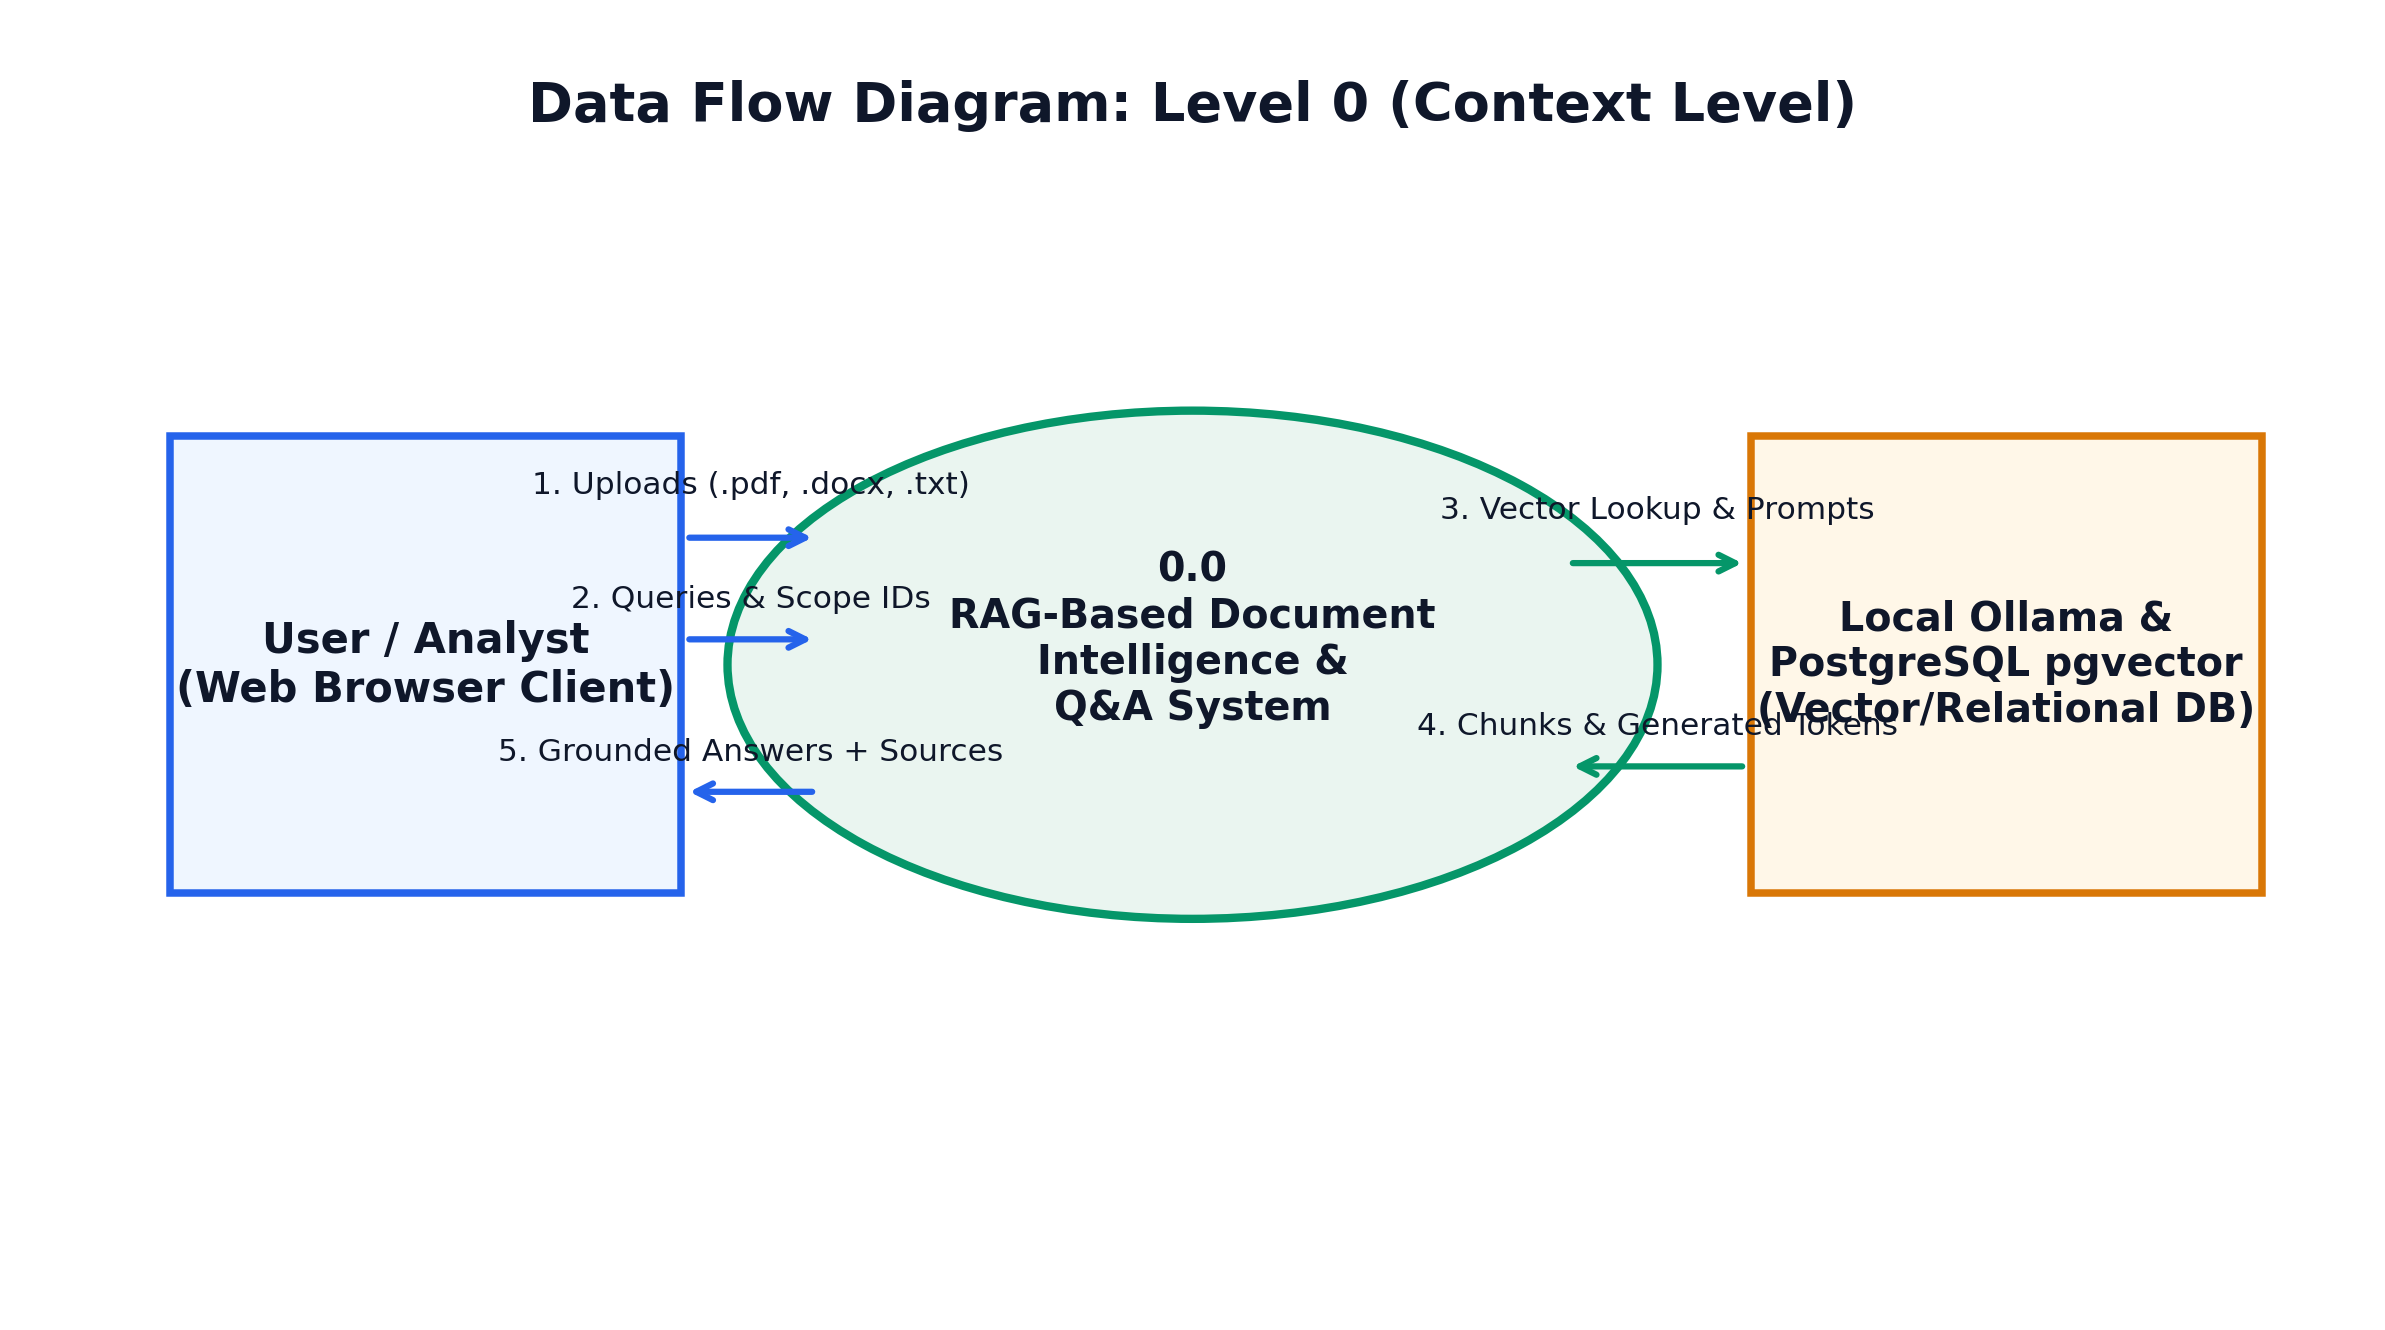 Data Flow Diagram: Level 0 (Context Level)
1. Uploads (.pdf, .docx, .txt)
2. Queries & Scope IDs
User / Analyst
(Web Browser Client)
5. Grounded Answers + Sources
0.0
RAG-Based Document
Intelligence &
Q&A System
3. Vector Lookup & Prompts
Local Ollama &
PostgreSQL pgvector
(Vector/Relational DB)
4. Chunks & Generated Tokens